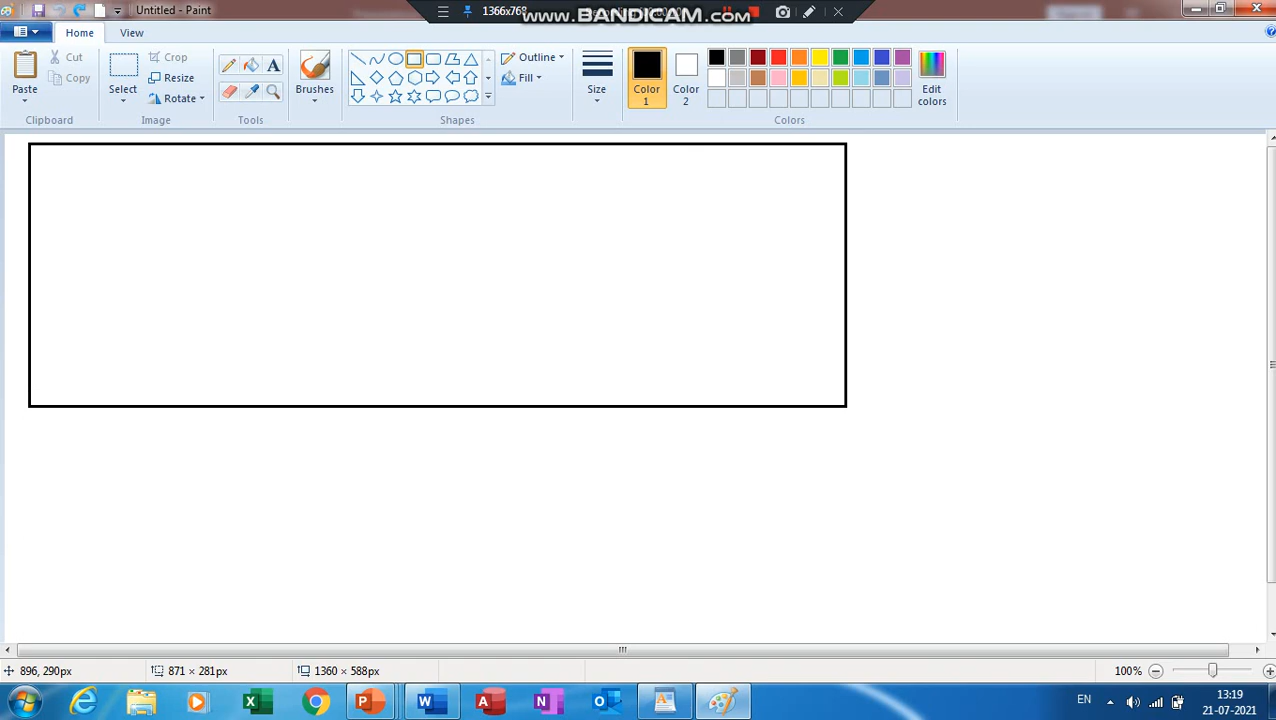 Untitled - Paint
1366x768
www.BANDICAM.com
Home
View
Cut
Copy
Paste
Clipboard
Crop
Resize
Rotate
Select
Image
Tools
Brushes
Outline
Fill
Shapes
Size
Color
1
Color
2
Edit
colors
Colors
896, 290px
871 × 281px
1360 × 588px
100%
EN
13:19
21-07-2021